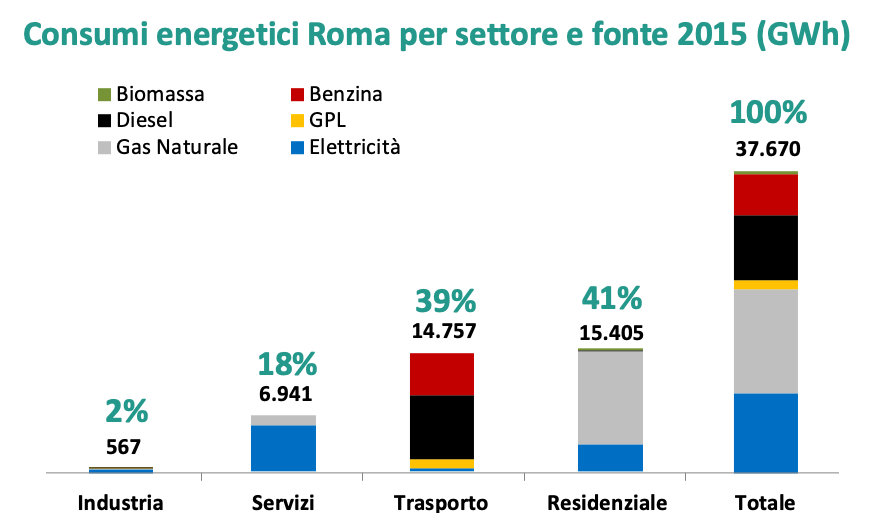 Consumi energetici Roma per settore e fonte 2015 (GWh)
Biomassa Benzina
Diesel GPL
Gas Naturale Elettricità
100%
37.670
39%
14.757
41%
15.405
18%
6.941
2%
567
Industria Servizi Trasporto Residenziale Totale